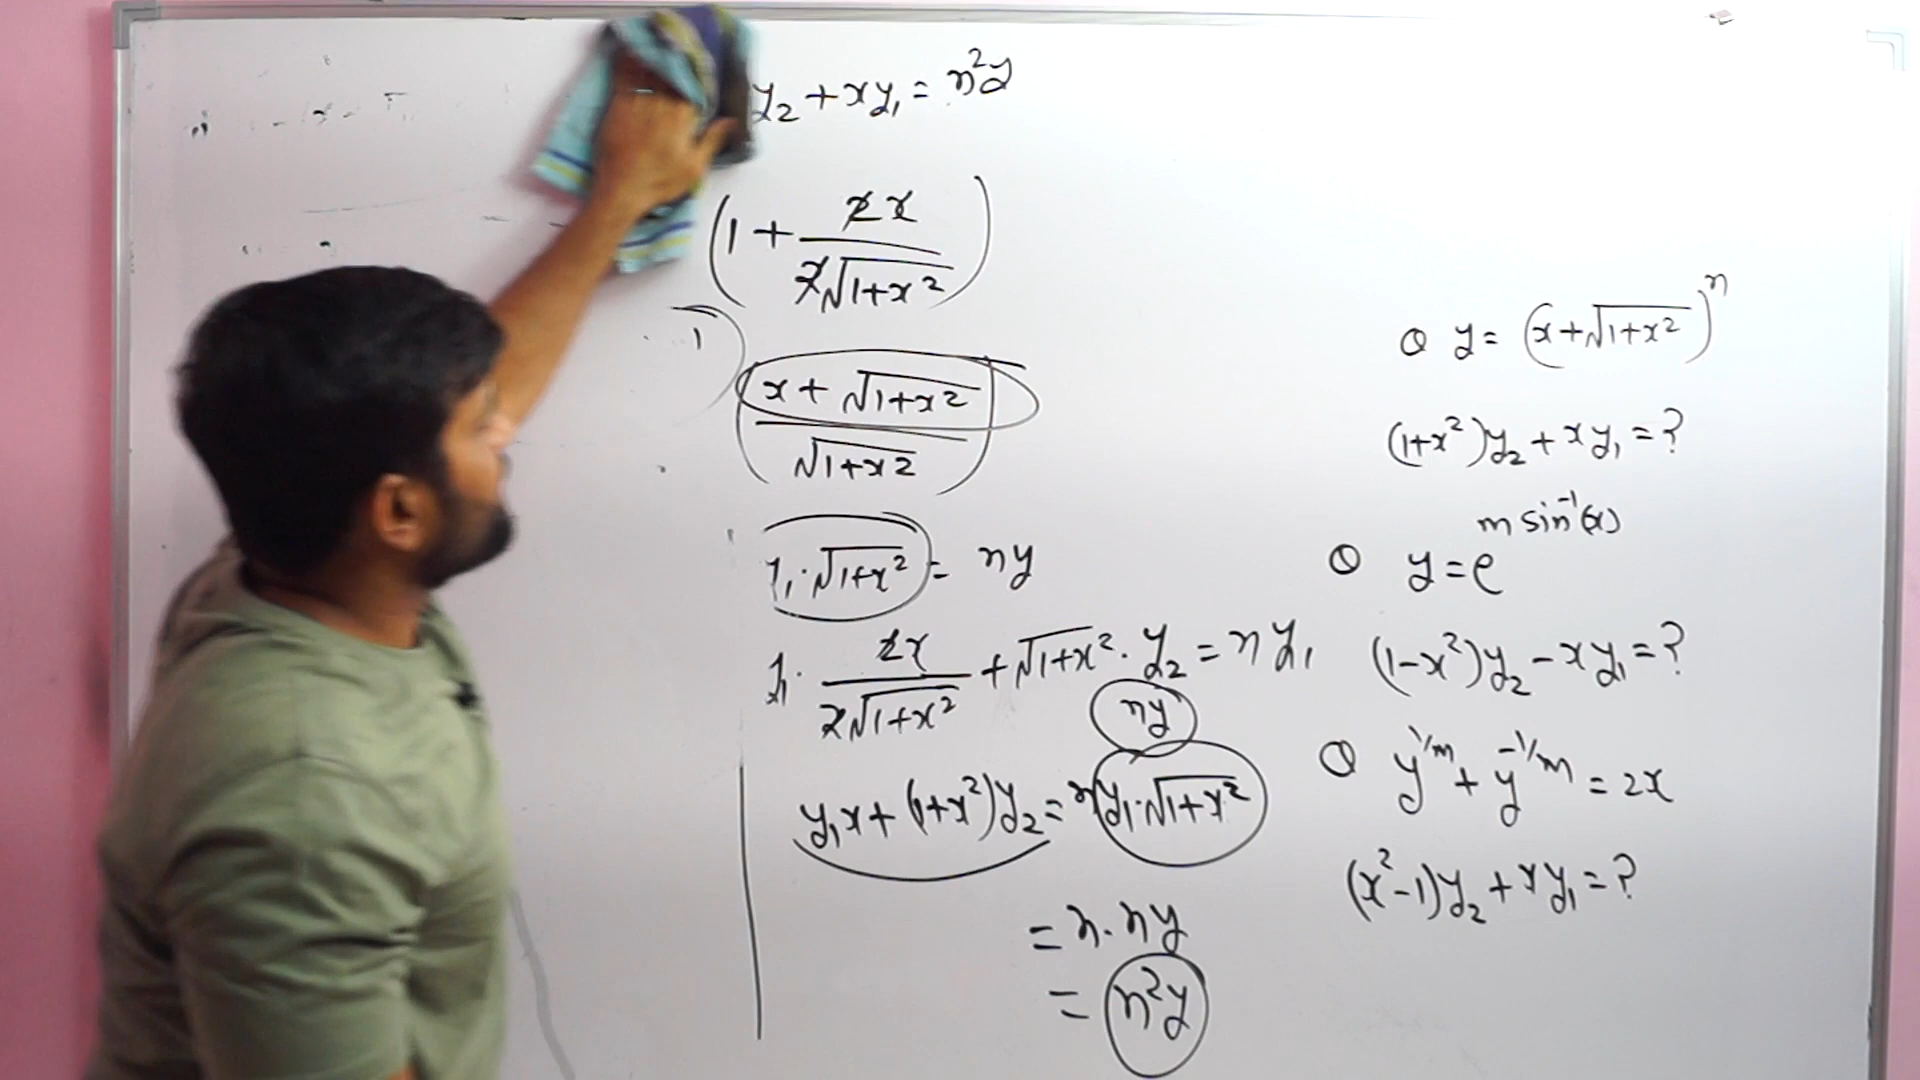 y₂ + xy₁ = n²y
(1 + 2x / 2√1+x²)
(x + √1+x² / √1+x²)
y₁·√1+x² = ny
y₁· 2x / 2√1+x² + √1+x² · y₂ = ny₁
ny
y₁x + (1+x²)y₂ = n y₁·√1+x²
= n·ny
= n²y
Q y = (x+√1+x²)ⁿ
(1+x²)y₂ + xy₁ = ?
Q y = e^(m sin⁻¹(x))
(1-x²)y₂ - xy₁ = ?
Q y^(1/m) + y^(-1/m) = 2x
(x²-1)y₂ + xy₁ = ?